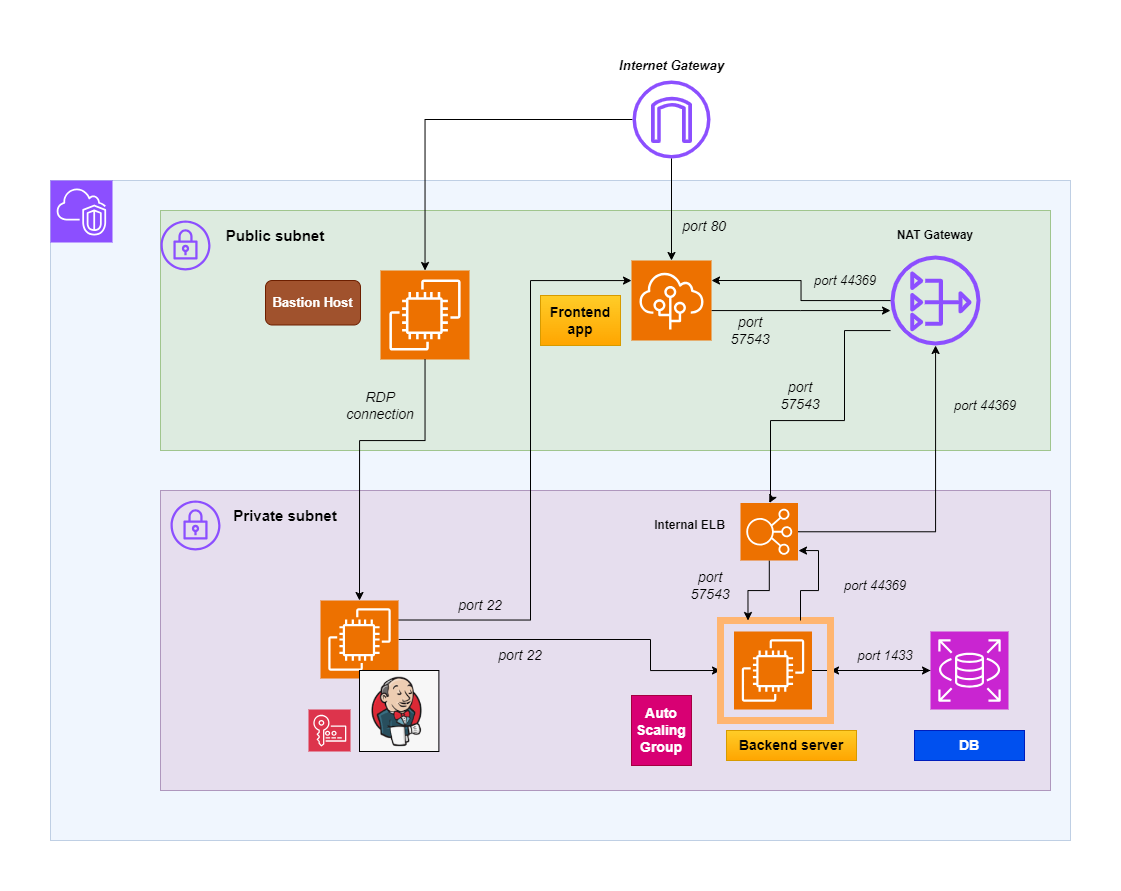 Internet Gateway
port 80
Public subnet
NAT Gateway
Bastion Host
Frontend
app
port 44369
port
57543
RDP
connection
port
57543
port 44369
Private subnet
Internal ELB
port
57543
port 44369
port 22
port 22
port 1433
Auto
Scaling
Group
Backend server
DB